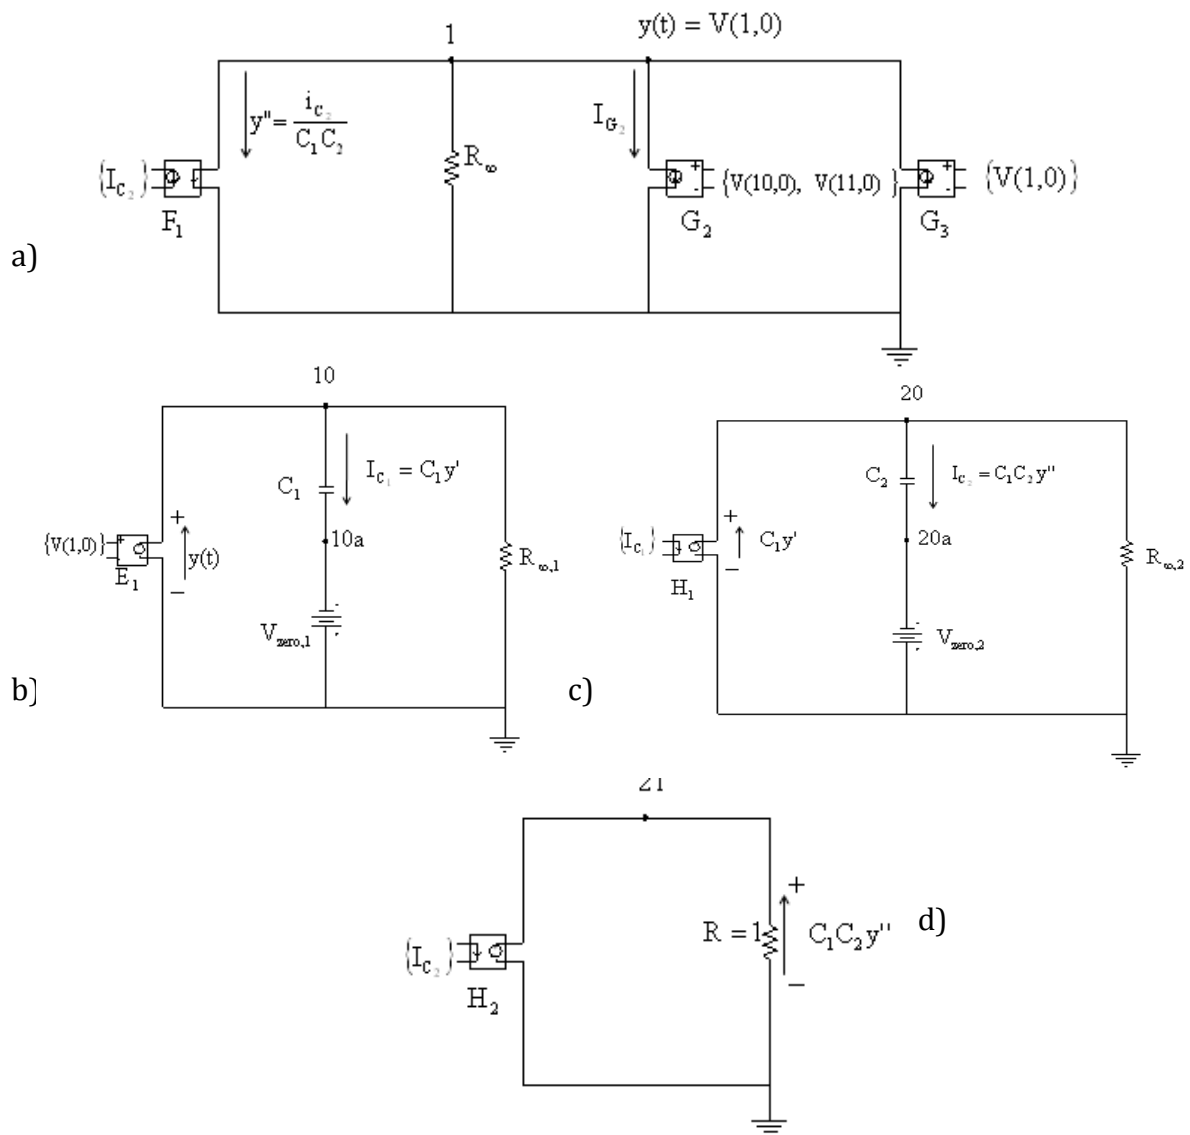 1
y(t) = V(1,0)
y''= i_C₂ / C₁C₂
R∞
I_G₂
{I_C₂}
F₁
{V(10,0), V(11,0) }
G₂
{V(1,0)}
G₃
a)
10
C₁
I_C₁ = C₁y'
{V(1,0)}
+
-
E₁
+
y(t)
−
10a
R∞,1
V_zero,1
b)
20
C₂
I_C₂ = C₁C₂y''
{I_C₁}
H₁
+
C₁y'
−
20a
R∞,2
V_zero,2
c)
21
{I_C₂}
H₂
R = 1
+
C₁C₂y''
−
d)